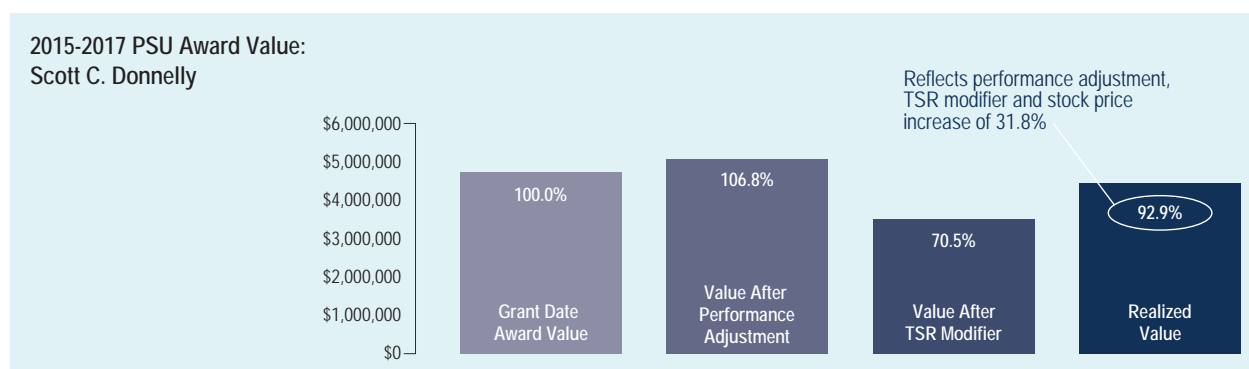 2015-2017 PSU Award Value:
Scott C. Donnelly
Reflects performance adjustment,
TSR modifier and stock price
increase of 31.8%
$6,000,000
$5,000,000
$4,000,000
$3,000,000
$2,000,000
$1,000,000
$0
100.0%
Grant Date
Award Value
106.8%
Value After
Performance
Adjustment
70.5%
Value After
TSR Modifier
92.9%
Realized
Value